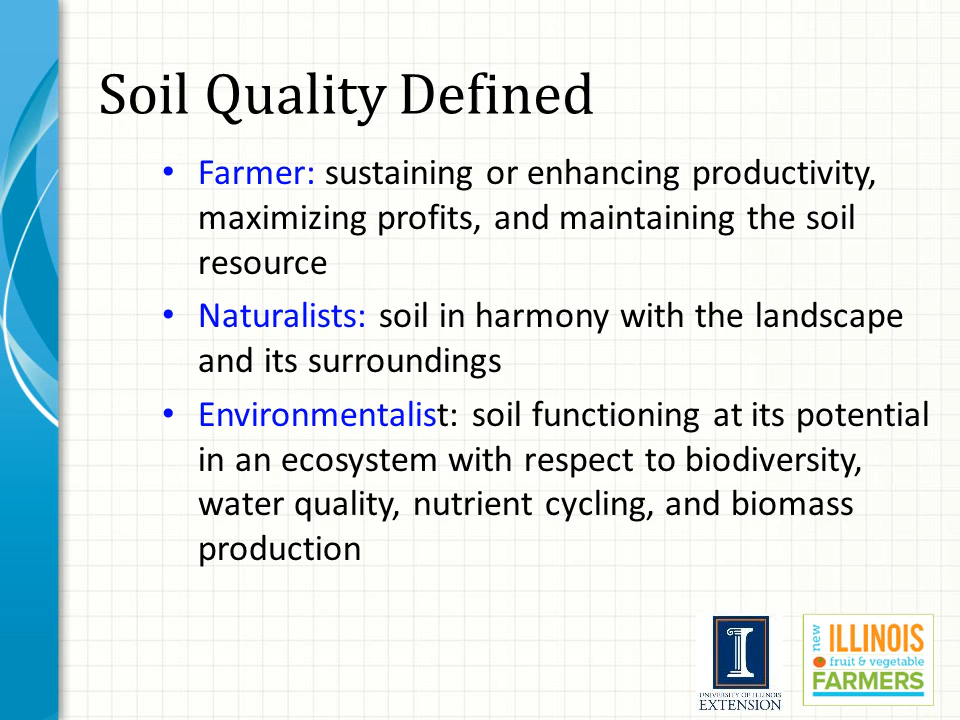 Soil Quality Defined
• Farmer: sustaining or enhancing productivity,
maximizing profits, and maintaining the soil
resource
• Naturalists: soil in harmony with the landscape
and its surroundings
• Environmentalist: soil functioning at its potential
in an ecosystem with respect to biodiversity,
water quality, nutrient cycling, and biomass
production
I
UNIVERSITY OF ILLINOIS
EXTENSION
new
ILLINOIS
fruit & vegetable
FARMERS